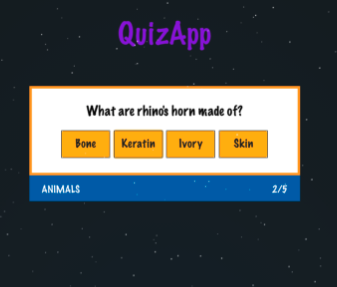 QuizApp
What are rhino's horn made of?
Bone Keratin Ivory Skin
ANIMALS 2/5